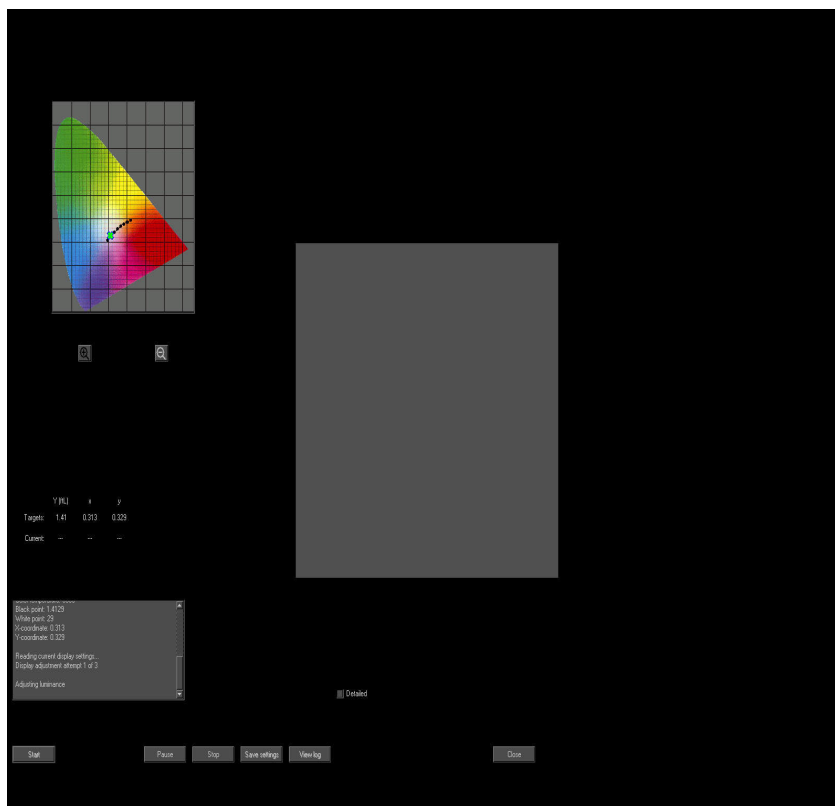 Y (ftL) x y
Targets: 1.41 0.313 0.329
Current: --- --- ---
Black point: 1.4129
White point: 29
X-coordinate: 0.313
Y-coordinate: 0.329
Reading current display settings...
Display adjustment attempt 1 of 3
Adjusting luminance
Detailed
Start Pause Stop Save settings View log Close